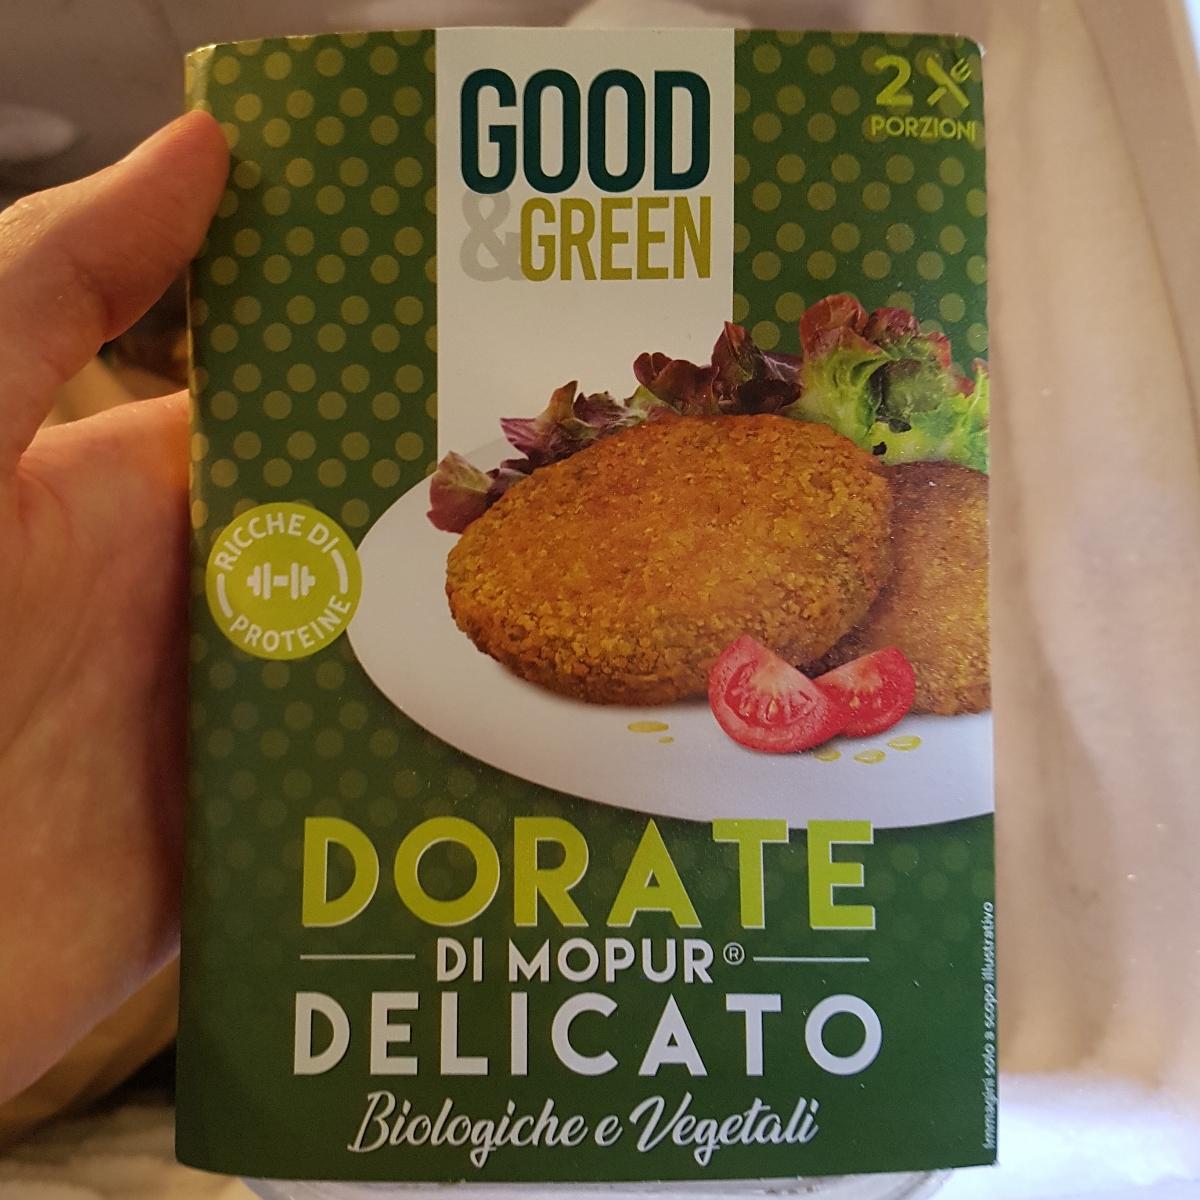 GOOD
&GREEN
2
PORZIONI
RICCHE DI
PROTEINE
DORATE
DI MOPUR®
DELICATO
Biologiche e Vegetali
Immagini solo a scopo illustrativo